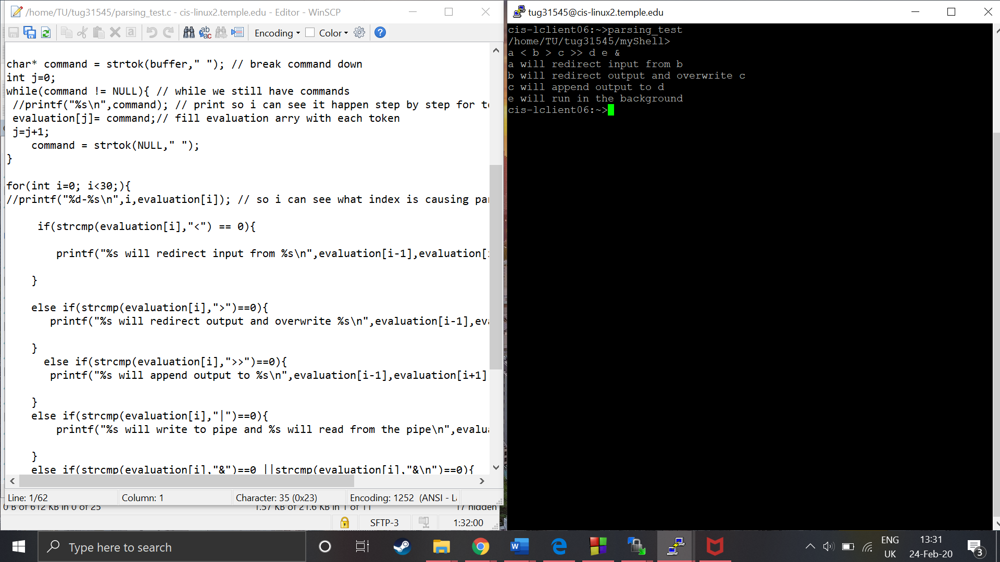 /home/TU/tug31545/parsing_test.c - cis-linux2.temple.edu - Editor - WinSCP
Encoding
Color
char* command = strtok(buffer," "); // break command down
int j=0;
while(command != NULL){ // while we still have commands
//printf("%s\n",command); // print so i can see it happen step by step for
evaluation[j]= command;// fill evaluation arry with each token
j=j+1;
command = strtok(NULL," ");
}
for(int i=0; i<30;){
//printf("%d-%s\n",i,evaluation[i]); // so i can see what index is causing
if(strcmp(evaluation[i],"<") == 0){
printf("%s will redirect input from %s\n",evaluation[i-1],evaluation[
}
else if(strcmp(evaluation[i],">")==0){
printf("%s will redirect output and overwrite %s\n",evaluation[i-1],
}
else if(strcmp(evaluation[i],">>")==0){
printf("%s will append output to %s\n",evaluation[i-1],evaluation[i+1]
}
else if(strcmp(evaluation[i],"|")==0){
printf("%s will write to pipe and %s will read from the pipe\n",
}
else if(strcmp(evaluation[i],"&")==0 ||strcmp(evaluation[i],"&\n")==0){
Line: 1/62
Column: 1
Character: 35 (0x23)
Encoding: 1252 (ANSI -
0 B of 612 KB in 0 of 25
1.57 KB of 21.6 KB in 1 of 11
17 hidden
SFTP-3
1:32:00
tug31545@cis-linux2.temple.edu
cis-lclient06:~>parsing_test
/home/TU/tug31545/myShell>
a < b > c >> d e &
a will redirect input from b
b will redirect output and overwrite c
c will append output to d
e will run in the background
cis-lclient06:~>
Type here to search
ENG
UK
13:31
24-Feb-20
3